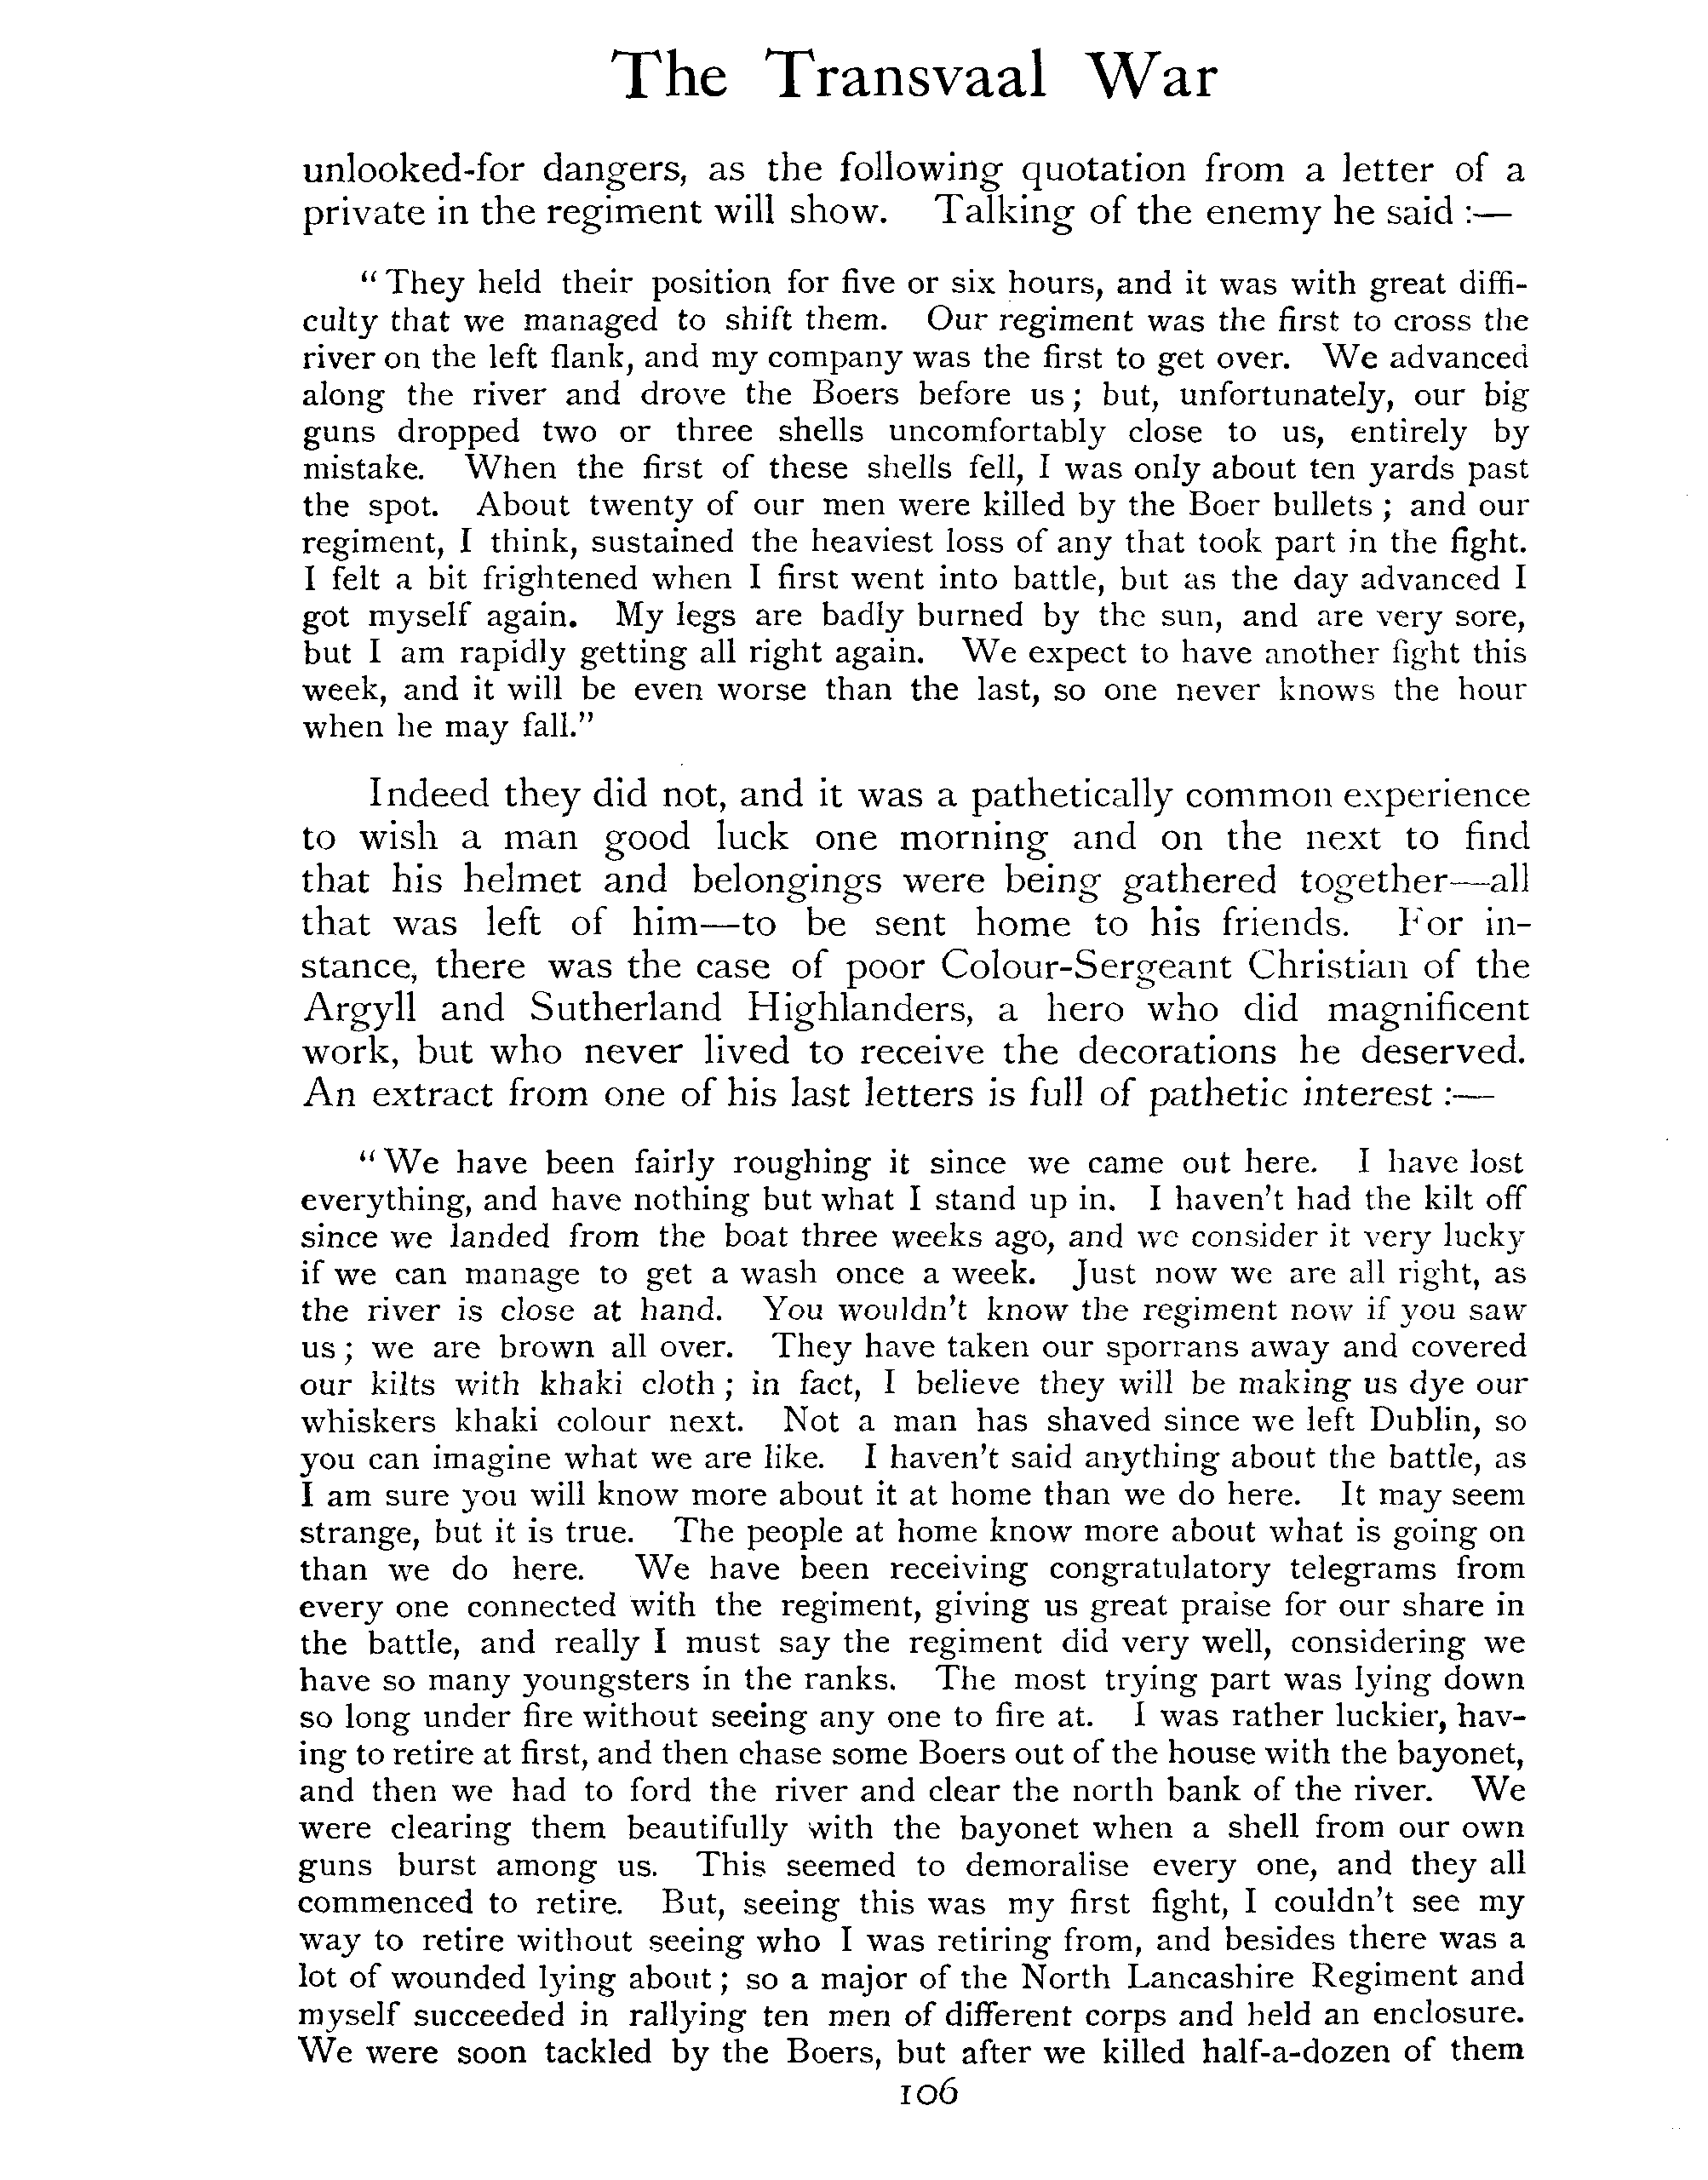 The Transvaal War
unlooked-for dangers, as the following quotation from a letter of a
private in the regiment will show. Talking of the enemy he said :—
“They held their position for five or six hours, and it was with great diffi-
culty that we managed to shift them. Our regiment was the first to cross the
river on the left flank, and my company was the first to get over. We advanced
along the river and drove the Boers before us ; but, unfortunately, our big
guns dropped two or three shells uncomfortably close to us, entirely by
mistake. When the first of these shells fell, I was only about ten yards past
the spot. About twenty of our men were killed by the Boer bullets ; and our
regiment, I think, sustained the heaviest loss of any that took part in the fight.
I felt a bit frightened when I first went into battle, but as the day advanced I
got myself again. My legs are badly burned by the sun, and are very sore,
but I am rapidly getting all right again. We expect to have another fight this
week, and it will be even worse than the last, so one never knows the hour
when he may fall.”
Indeed they did not, and it was a pathetically common experience
to wish a man good luck one morning and on the next to find
that his helmet and belongings were being gathered together—all
that was left of him—to be sent home to his friends. For in-
stance, there was the case of poor Colour-Sergeant Christian of the
Argyll and Sutherland Highlanders, a hero who did magnificent
work, but who never lived to receive the decorations he deserved.
An extract from one of his last letters is full of pathetic interest :—
“We have been fairly roughing it since we came out here. I have lost
everything, and have nothing but what I stand up in. I haven't had the kilt off
since we landed from the boat three weeks ago, and we consider it very lucky
if we can manage to get a wash once a week. Just now we are all right, as
the river is close at hand. You wouldn't know the regiment now if you saw
us ; we are brown all over. They have taken our sporrans away and covered
our kilts with khaki cloth ; in fact, I believe they will be making us dye our
whiskers khaki colour next. Not a man has shaved since we left Dublin, so
you can imagine what we are like. I haven't said anything about the battle, as
I am sure you will know more about it at home than we do here. It may seem
strange, but it is true. The people at home know more about what is going on
than we do here. We have been receiving congratulatory telegrams from
every one connected with the regiment, giving us great praise for our share in
the battle, and really I must say the regiment did very well, considering we
have so many youngsters in the ranks. The most trying part was lying down
so long under fire without seeing any one to fire at. I was rather luckier, hav-
ing to retire at first, and then chase some Boers out of the house with the bayonet,
and then we had to ford the river and clear the north bank of the river. We
were clearing them beautifully with the bayonet when a shell from our own
guns burst among us. This seemed to demoralise every one, and they all
commenced to retire. But, seeing this was my first fight, I couldn't see my
way to retire without seeing who I was retiring from, and besides there was a
lot of wounded lying about ; so a major of the North Lancashire Regiment and
myself succeeded in rallying ten men of different corps and held an enclosure.
We were soon tackled by the Boers, but after we killed half-a-dozen of them
106